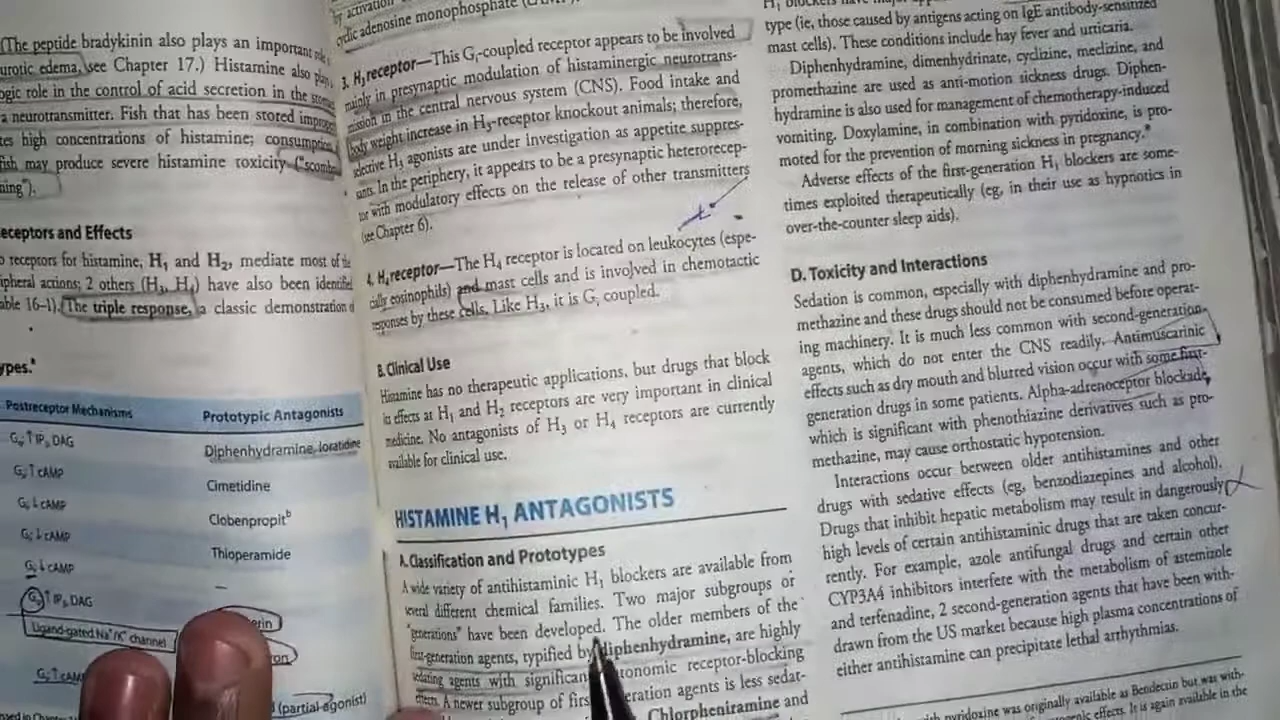 (The peptide bradykinin also plays an important
urotic edema, see Chapter 17.) Histamine also
ogic role in the control of acid secretion in the
a neurotransmitter. Fish that has been stored
tes high concentrations of histamine;
fish may produce severe histamine toxicity
ning").
eceptors and Effects
receptors for histamine, H₁ and H₂, mediate most of
ipheral actions; 2 others (H₃, H₄) have also been
able 16–1). The triple response, a classic demonstration
ypes.ª
Postreceptor Mechanisms
Prototypic Antagonists
Gq, ↑ IP₃, DAG
Diphenhydramine, loratidine
Gs, ↑ cAMP
Cimetidine
Gi, ↓ cAMP
Clobenpropitᵇ
Gi, ↓ cAMP
Thioperamide
Gi, ↓ cAMP
—
Gq, ↑ IP₃, DAG
erin
Ligand-gated Na⁺/K⁺ channel
ron
(partial agonist)
by activation
cyclic adenosine monophosphate
3. H₃ receptor—This Gi-coupled receptor appears to be involved
mainly in presynaptic modulation of histaminergic neurotrans-
mission in the central nervous system (CNS). Food intake and
body weight increase in H₃-receptor knockout animals; therefore,
selective H₃ agonists are under investigation as appetite suppres-
sants. In the periphery, it appears to be a presynaptic heterorecep-
tor with modulatory effects on the release of other transmitters
(see Chapter 6).
4. H₄ receptor—The H₄ receptor is located on leukocytes (espe-
cially eosinophils) and mast cells and is involved in chemotactic
responses by these cells. Like H₃, it is Gi coupled.
B. Clinical Use
Histamine has no therapeutic applications, but drugs that block
its effects at H₁ and H₂ receptors are very important in clinical
medicine. No antagonists of H₃ or H₄ receptors are currently
available for clinical use.
HISTAMINE H₁ ANTAGONISTS
A. Classification and Prototypes
A wide variety of antihistaminic H₁ blockers are available from
several different chemical families. Two major subgroups or
"generations" have been developed. The older members of the
first-generation agents, typified by diphenhydramine, are highly
sedating agents with significant autonomic receptor-blocking
effects. A newer subgroup of first-generation agents is less sedat-
Chlorpheniramine and
type (ie, those caused by antigens acting on IgE antibody-sensitized
mast cells). These conditions include hay fever and urticaria.
Diphenhydramine, dimenhydrinate, cyclizine, meclizine, and
promethazine are used as anti-motion sickness drugs. Diphen-
hydramine is also used for management of chemotherapy-induced
vomiting. Doxylamine, in combination with pyridoxine, is pro-
moted for the prevention of morning sickness in pregnancy.*
Adverse effects of the first-generation H₁ blockers are some-
times exploited therapeutically (eg, in their use as hypnotics in
over-the-counter sleep aids).
D. Toxicity and Interactions
Sedation is common, especially with diphenhydramine and pro-
methazine and these drugs should not be consumed before operat-
ing machinery. It is much less common with second-generation
agents, which do not enter the CNS readily. Antimuscarinic
effects such as dry mouth and blurred vision occur with some first-
generation drugs in some patients. Alpha-adrenoceptor blockade,
which is significant with phenothiazine derivatives such as pro-
methazine, may cause orthostatic hypotension.
Interactions occur between older antihistamines and other
drugs with sedative effects (eg, benzodiazepines and alcohol).
Drugs that inhibit hepatic metabolism may result in dangerously
high levels of certain antihistaminic drugs that are taken concur-
rently. For example, azole antifungal drugs and certain other
CYP3A4 inhibitors interfere with the metabolism of astemizole
and terfenadine, 2 second-generation agents that have been with-
drawn from the US market because high plasma concentrations of
either antihistamine can precipitate lethal arrhythmias.
with pyridoxine was originally available as Bendectin but was with-
effects. It is again available in the